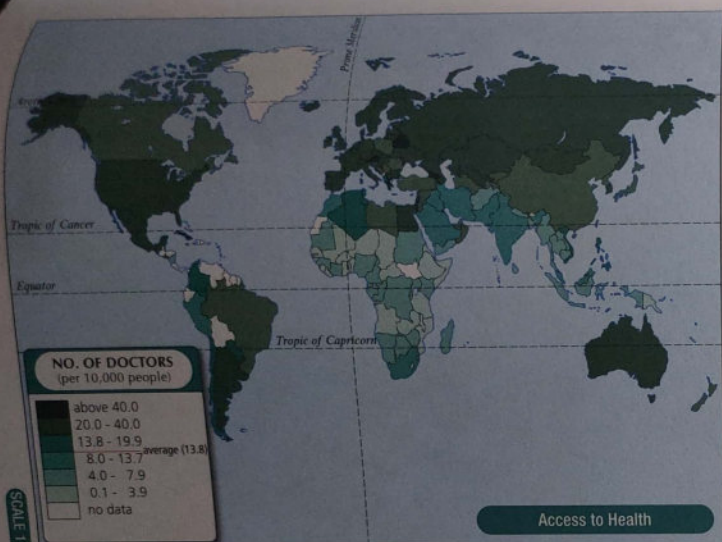 Prime Meridian
Tropic of Cancer
Equator
Tropic of Capricorn
NO. OF DOCTORS
(per 10,000 people)
above 40.0
20.0 - 40.0
13.8 - 19.9
average (13.8)
8.0 - 13.7
4.0 - 7.9
0.1 - 3.9
no data
SCALE 1
Access to Health